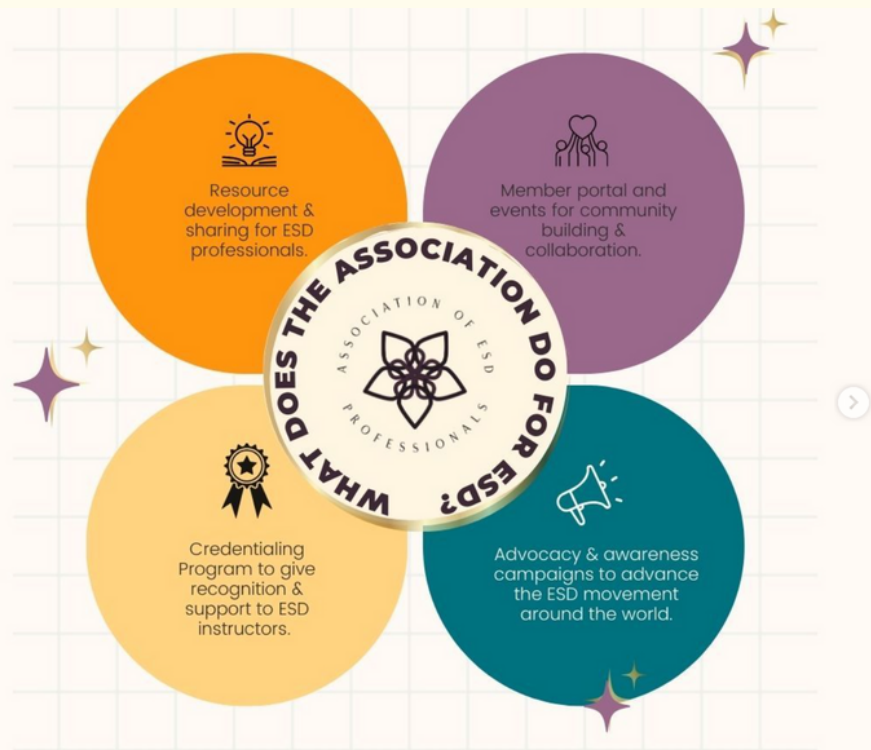 Resource
development &
sharing for ESD
professionals.
Member portal and
events for community
building &
collaboration.
WHAT DOES THE ASSOCIATION DO FOR ESD?
ASSOCIATION OF ESD
PROFESSIONALS
Credentialing
Program to give
recognition &
support to ESD
instructors.
Advocacy & awareness
campaigns to advance
the ESD movement
around the world.